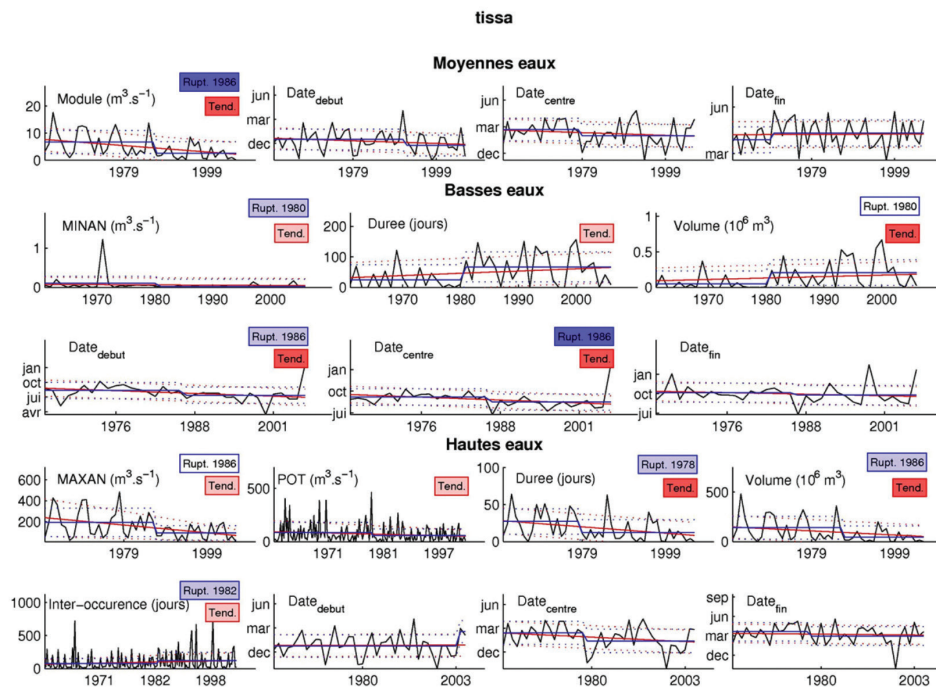 tissa
Moyennes eaux
Rupt. 1986
Tend.
Module (m³.s⁻¹)
20
10
0
1979
1999
Date debut
jun
mar
dec
1979
1999
Date centre
jun
mar
dec
1979
1999
Date fin
jun
mar
1979
1999
Basses eaux
Rupt. 1980
Tend.
MINAN (m³.s⁻¹)
1
0
1970
1980
1990
2000
Duree (jours)
Tend.
200
100
0
1970
1980
1990
2000
Volume (10⁶ m³)
Rupt. 1980
Tend.
1
0.5
0
1970
1980
1990
2000
Date debut
Rupt. 1986
Tend.
jan
oct
jui
avr
1976
1988
2001
Date centre
Rupt. 1986
Tend.
jan
oct
jui
1976
1988
2001
Date fin
jan
oct
jui
1976
1988
2001
Hautes eaux
MAXAN (m³.s⁻¹)
Rupt. 1986
Tend.
600
400
200
1979
1999
POT (m³.s⁻¹)
Tend.
500
0
1971
1981
1997
Duree (jours)
Rupt. 1978
Tend.
50
0
1979
1999
Volume (10⁶ m³)
Rupt. 1986
Tend.
500
0
1979
1999
Inter-occurence (jours)
Rupt. 1982
Tend.
1000
500
0
1971
1982
1998
Date debut
jun
mar
dec
1980
2003
Date centre
jun
mar
dec
1980
2003
Date fin
sep
jun
mar
dec
1980
2003